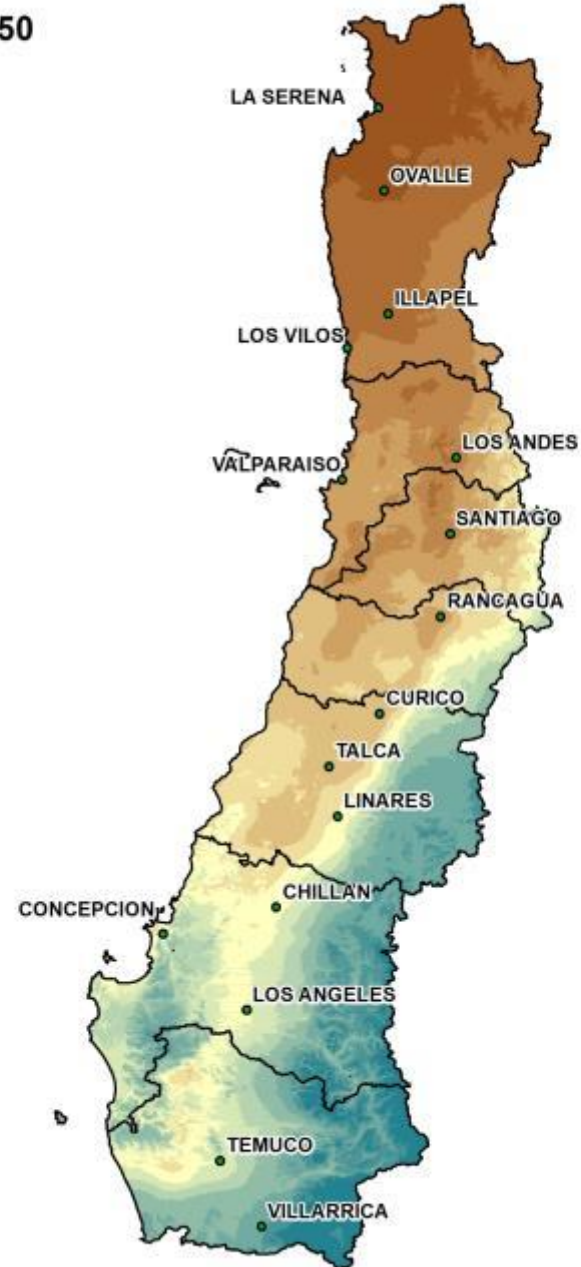 50
LA SERENA
OVALLE
ILLAPEL
LOS VILOS
LOS ANDES
VALPARAISO
SANTIAGO
RANCAGUA
CURICO
TALCA
LINARES
CHILLAN
CONCEPCION
LOS ANGELES
TEMUCO
VILLARRICA